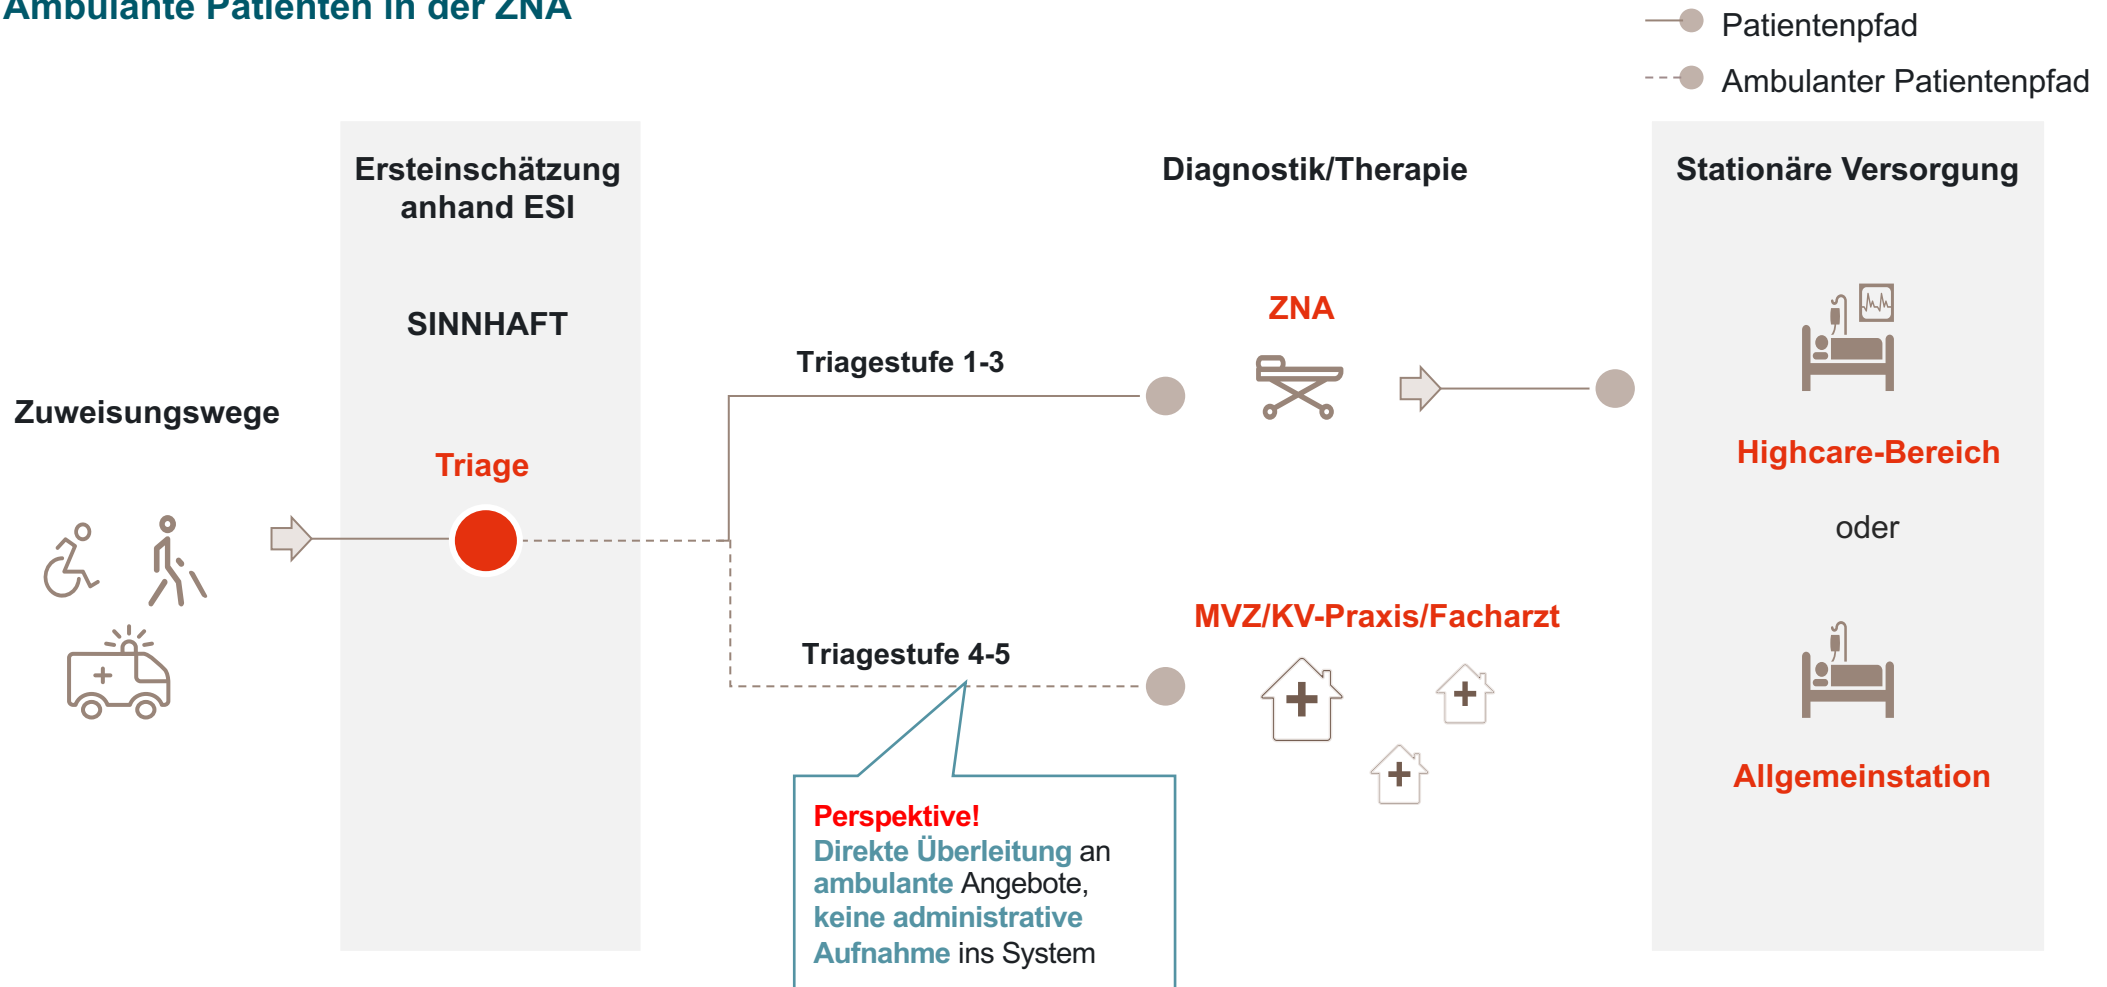 Ambulante Patienten in der ZNA
Patientenpfad
Ambulanter Patientenpfad
Zuweisungswege
Ersteinschätzung
anhand ESI
SINNHAFT
Triage
Triagestufe 1-3
Triagestufe 4-5
Perspektive!
Direkte Überleitung an
ambulante Angebote,
keine administrative
Aufnahme ins System
Diagnostik/Therapie
ZNA
MVZ/KV-Praxis/Facharzt
Stationäre Versorgung
Highcare-Bereich
oder
Allgemeinstation